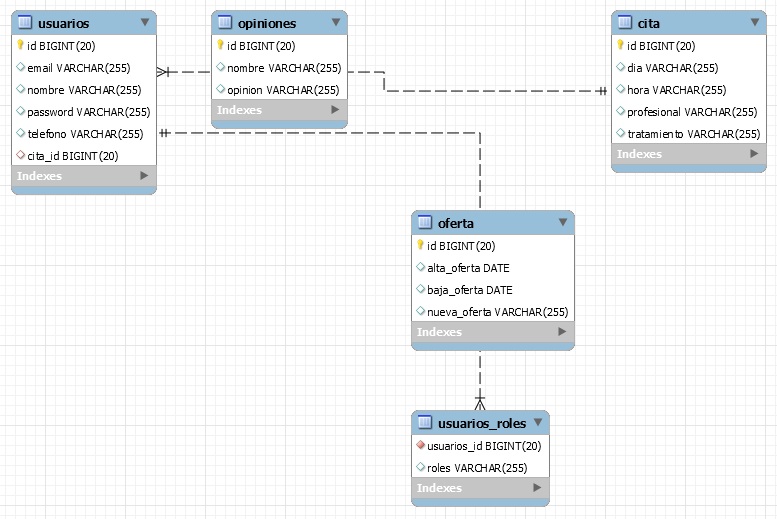 usuarios
id BIGINT(20)
email VARCHAR(255)
nombre VARCHAR(255)
password VARCHAR(255)
telefono VARCHAR(255)
cita_id BIGINT(20)
Indexes
opiniones
id BIGINT(20)
nombre VARCHAR(255)
opinion VARCHAR(255)
Indexes
cita
id BIGINT(20)
dia VARCHAR(255)
hora VARCHAR(255)
profesional VARCHAR(255)
tratamiento VARCHAR(255)
Indexes
oferta
id BIGINT(20)
alta_oferta DATE
baja_oferta DATE
nueva_oferta VARCHAR(255)
Indexes
usuarios_roles
usuarios_id BIGINT(20)
roles VARCHAR(255)
Indexes